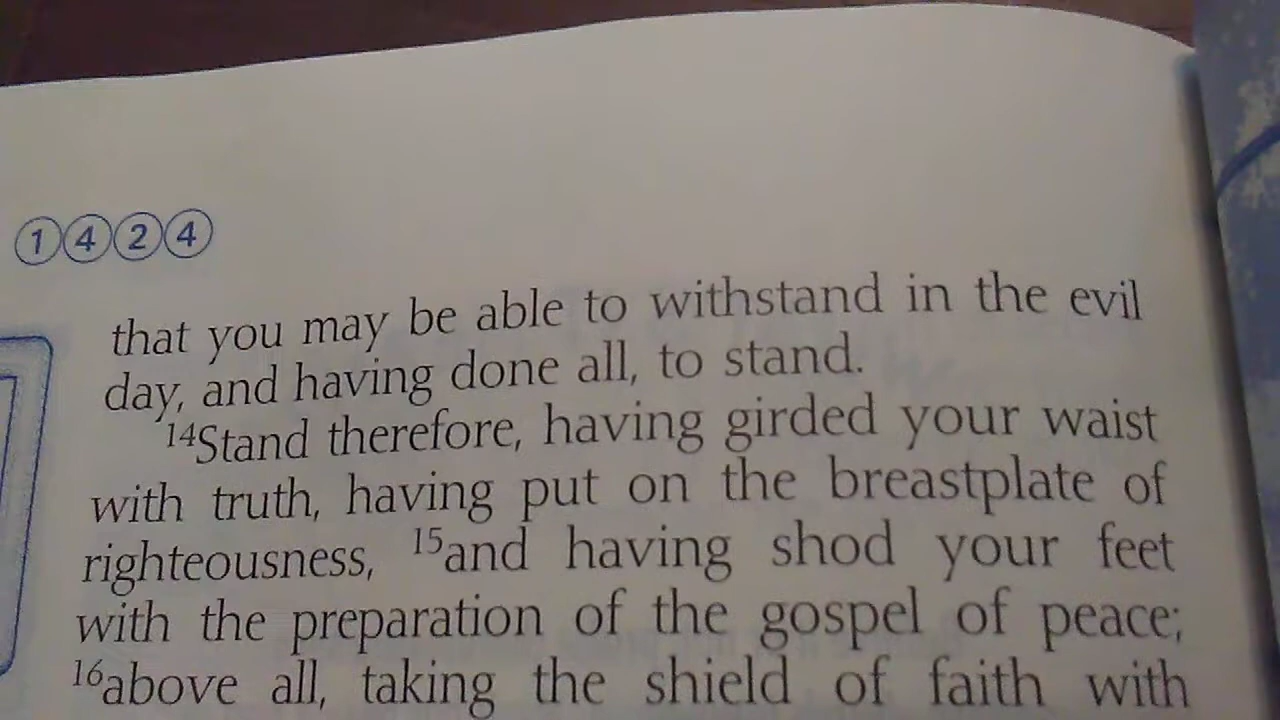 1424
that you may be able to withstand in the evil
day, and having done all, to stand.
14Stand therefore, having girded your waist
with truth, having put on the breastplate of
righteousness, 15and having shod your feet
with the preparation of the gospel of peace;
16above all, taking the shield of faith with